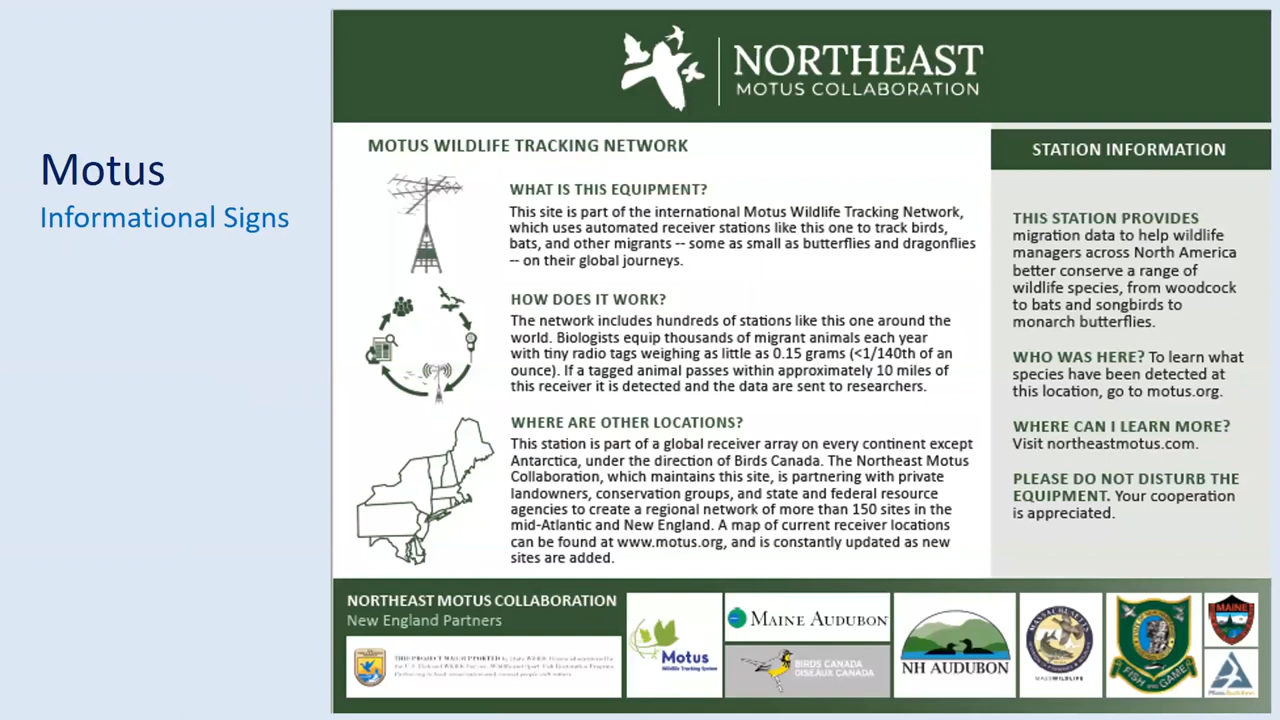 Motus
Informational Signs
NORTHEAST
MOTUS COLLABORATION
MOTUS WILDLIFE TRACKING NETWORK
WHAT IS THIS EQUIPMENT?
This site is part of the international Motus Wildlife Tracking Network,
which uses automated receiver stations like this one to track birds,
bats, and other migrants -- some as small as butterflies and dragonflies
-- on their global journeys.
HOW DOES IT WORK?
The network includes hundreds of stations like this one around the
world. Biologists equip thousands of migrant animals each year
with tiny radio tags weighing as little as 0.15 grams (<1/140th of an
ounce). If a tagged animal passes within approximately 10 miles of
this receiver it is detected and the data are sent to researchers.
WHERE ARE OTHER LOCATIONS?
This station is part of a global receiver array on every continent except
Antarctica, under the direction of Birds Canada. The Northeast Motus
Collaboration, which maintains this site, is partnering with private
landowners, conservation groups, and state and federal resource
agencies to create a regional network of more than 150 sites in the
mid-Atlantic and New England. A map of current receiver locations
can be found at www.motus.org, and is constantly updated as new
sites are added.
STATION INFORMATION
THIS STATION PROVIDES
migration data to help wildlife
managers across North America
better conserve a range of
wildlife species, from woodcock
to bats and songbirds to
monarch butterflies.
WHO WAS HERE? To learn what
species have been detected at
this location, go to motus.org.
WHERE CAN I LEARN MORE?
Visit northeastmotus.com.
PLEASE DO NOT DISTURB THE
EQUIPMENT. Your cooperation
is appreciated.
NORTHEAST MOTUS COLLABORATION
New England Partners
Motus
Wildlife Tracking System
MAINE AUDUBON
BIRDS CANADA
OISEAUX CANADA
NH AUDUBON
MASSACHUSETTS
MASSWILDLIFE
FISH AND GAME
MAINE